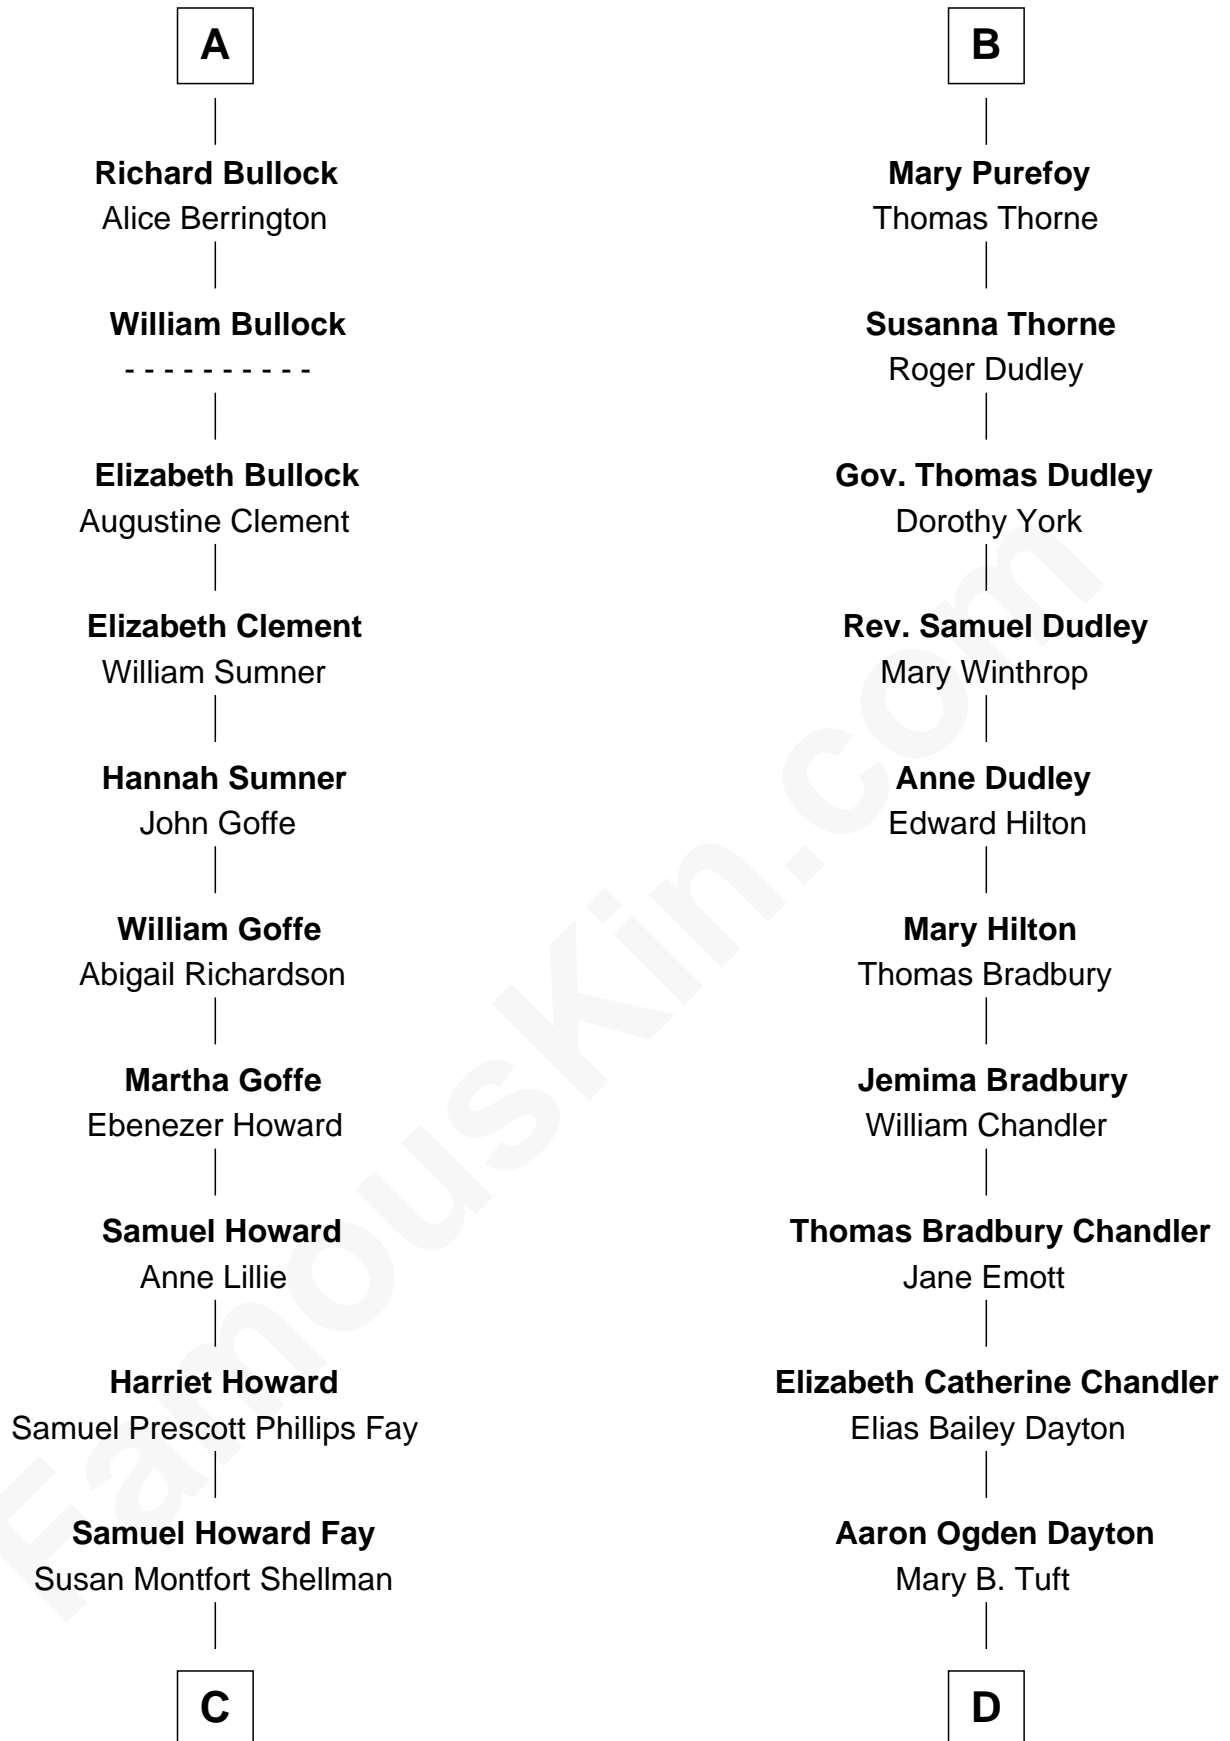 A
Richard Bullock
Alice Berrington
William Bullock
- - - - - - - - - -
Elizabeth Bullock
Augustine Clement
Elizabeth Clement
William Sumner
Hannah Sumner
John Goffe
William Goffe
Abigail Richardson
Martha Goffe
Ebenezer Howard
Samuel Howard
Anne Lillie
Harriet Howard
Samuel Prescott Phillips Fay
Samuel Howard Fay
Susan Montfort Shellman
C
B
Mary Purefoy
Thomas Thorne
Susanna Thorne
Roger Dudley
Gov. Thomas Dudley
Dorothy York
Rev. Samuel Dudley
Mary Winthrop
Anne Dudley
Edward Hilton
Mary Hilton
Thomas Bradbury
Jemima Bradbury
William Chandler
Thomas Bradbury Chandler
Jane Emott
Elizabeth Catherine Chandler
Elias Bailey Dayton
Aaron Ogden Dayton
Mary B. Tuft
D
FamousKin.com